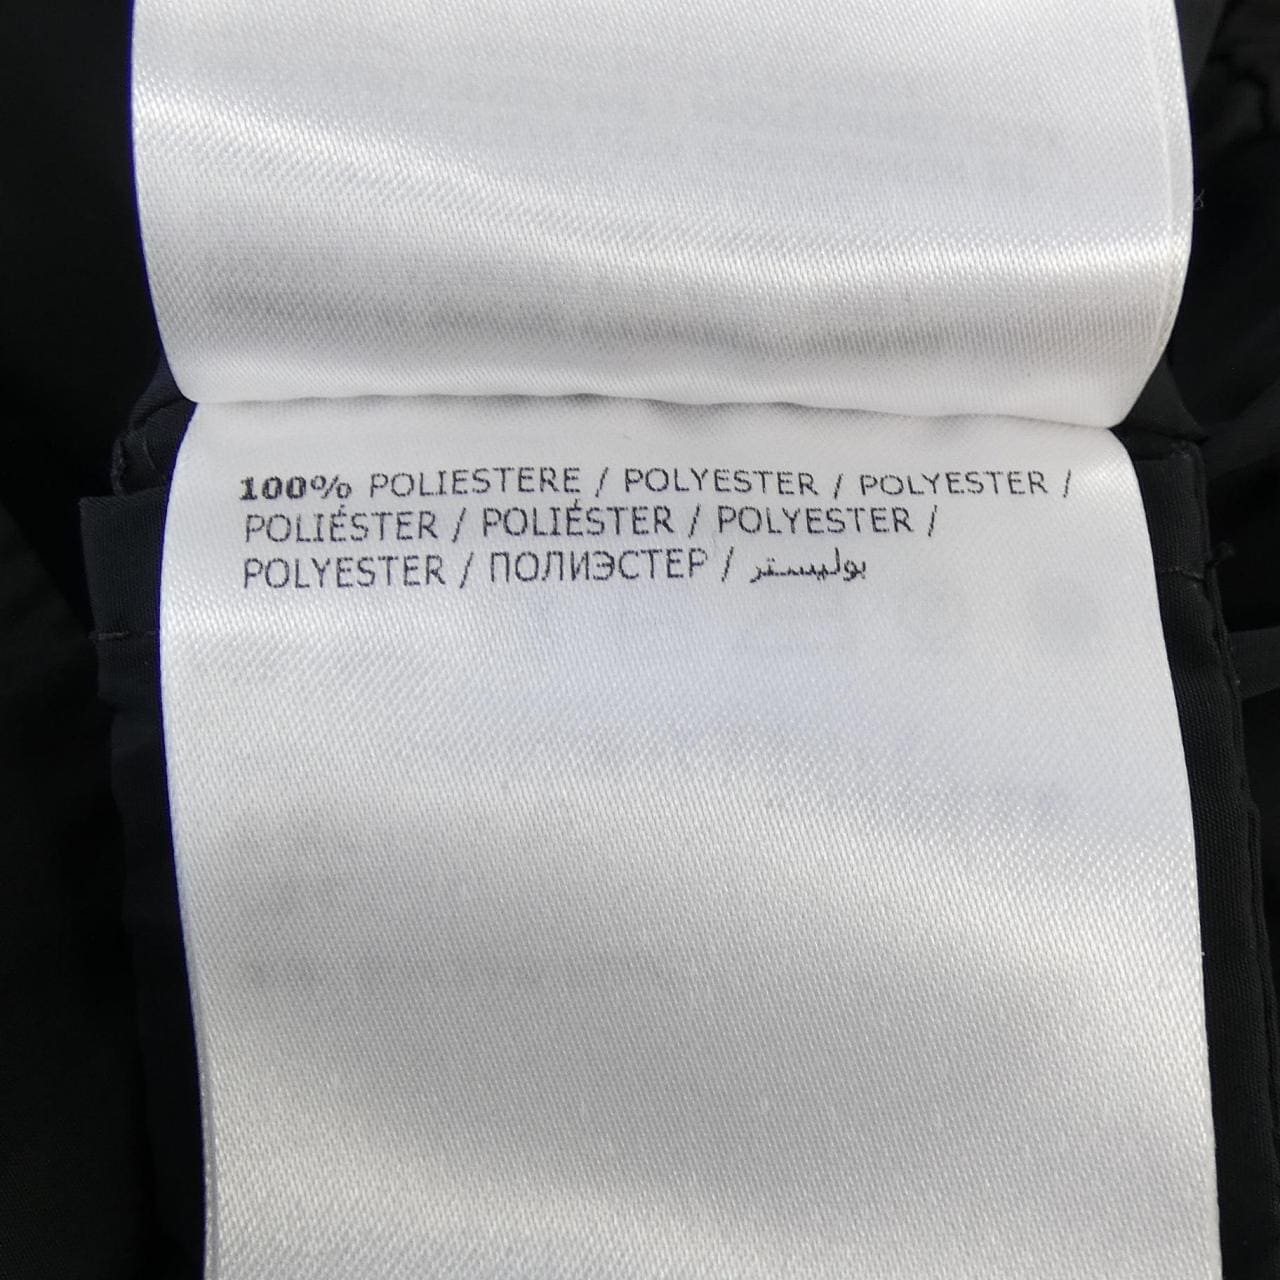 100% POLIESTERE / POLYESTER / POLYESTER /
POLIÉSTER / POLIÉSTER / POLYESTER /
POLYESTER / ПОЛИЭСТЕР / بوليستر